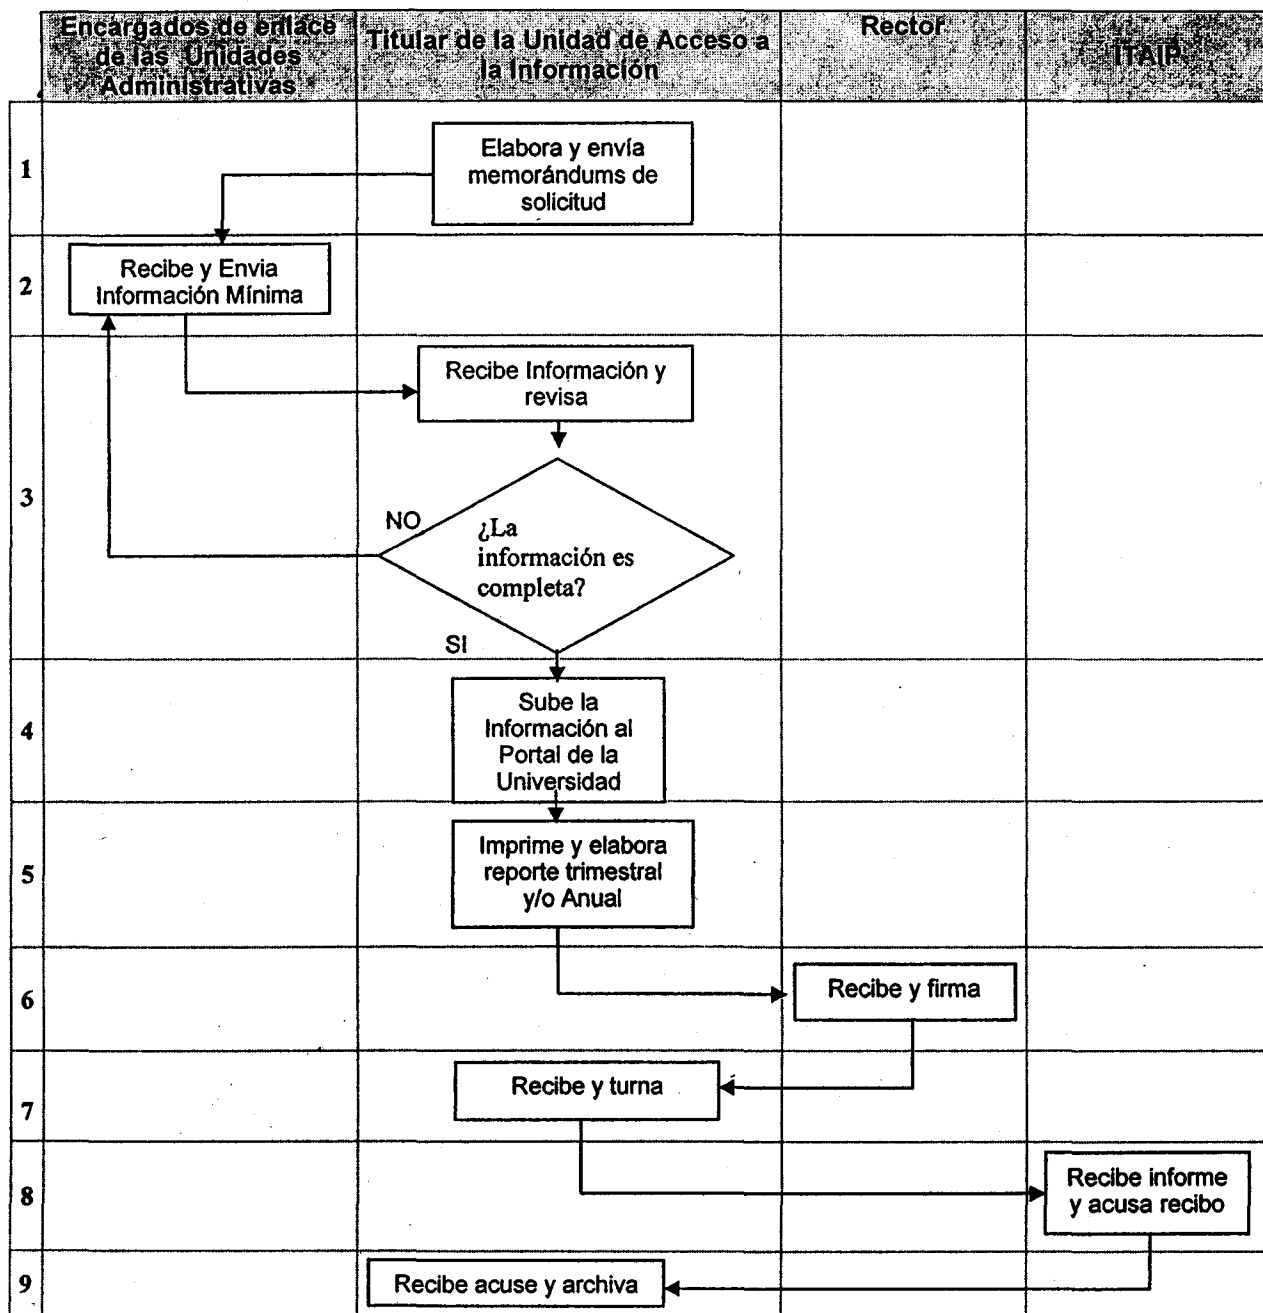 Encargados de enlace
de las Unidades
Administrativas
Titular de la Unidad de Acceso a
la Información
Rector
ITAIP
1
Elabora y envía
memorándums de
solicitud
2
Recibe y Envia
Información Mínima
3
Recibe Información y
revisa
NO
¿La
información es
completa?
SI
4
Sube la
Información al
Portal de la
Universidad
5
Imprime y elabora
reporte trimestral
y/o Anual
6
Recibe y firma
7
Recibe y turna
8
Recibe informe
y acusa recibo
9
Recibe acuse y archiva